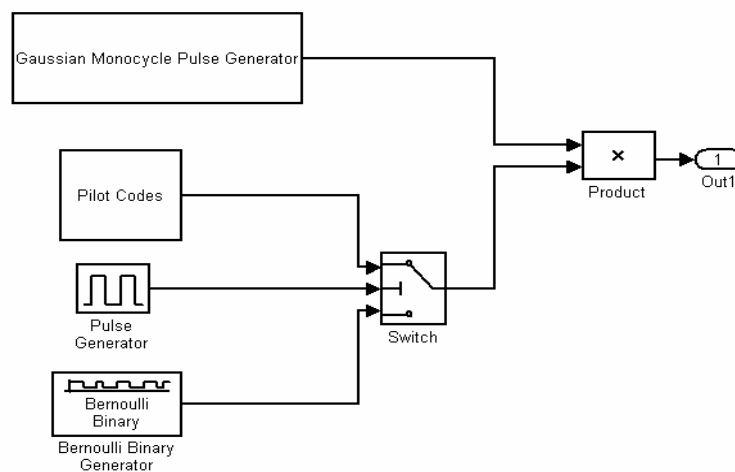 Gaussian Monocycle Pulse Generator
Pilot Codes
×
Product
1
Out1
Pulse
Generator
Switch
Bernoulli
Binary
Bernoulli Binary
Generator